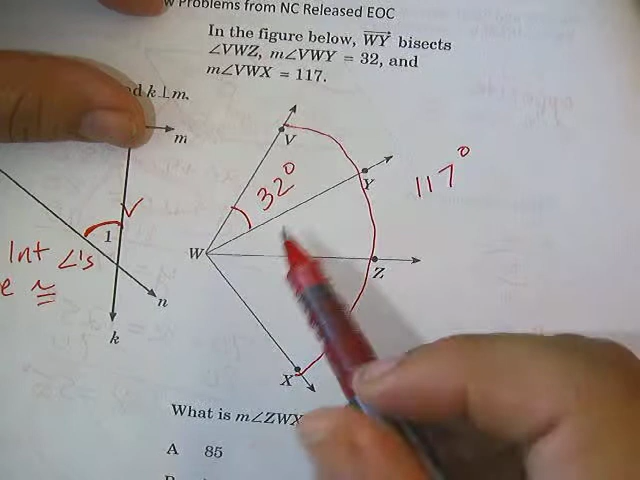 w Problems from NC Released EOC
In the figure below, WY bisects
∠VWZ, m∠VWY = 32, and
m∠VWX = 117.
d k⊥m.
m
V
32°
Y
117°
W
1
Int ∠'s
e ≅
Z
n
k
X
What is m∠ZWX
A 85